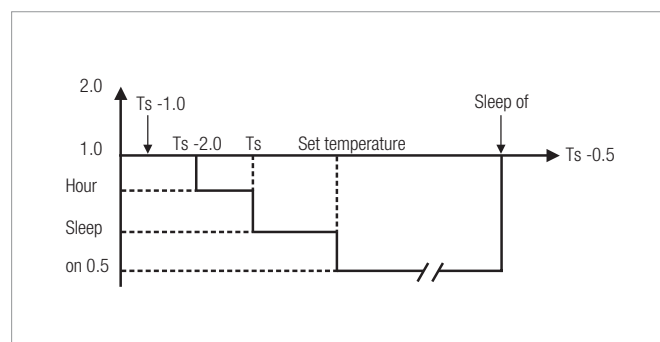 2.0
Ts -1.0
Sleep of
1.0
Ts -2.0
Ts
Set temperature
Ts -0.5
Hour
Sleep
on 0.5